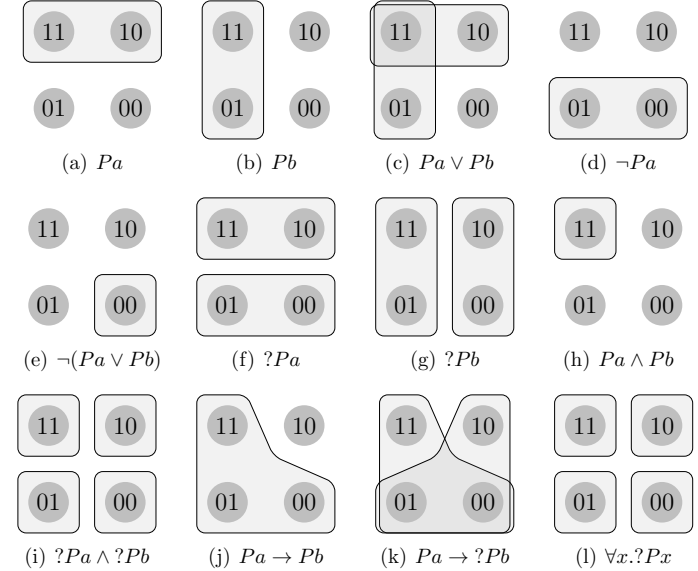 11 10 11 10 11 10 11 10
01 00 01 00 01 00 01 00
(a) Pa (b) Pb (c) Pa ∨ Pb (d) ¬Pa
11 10 11 10 11 10 11 10
01 00 01 00 01 00 01 00
(e) ¬(Pa ∨ Pb) (f) ?Pa (g) ?Pb (h) Pa ∧ Pb
11 10 11 10 11 10 11 10
01 00 01 00 01 00 01 00
(i) ?Pa ∧ ?Pb (j) Pa → Pb (k) Pa → ?Pb (l) ∀x.?Px